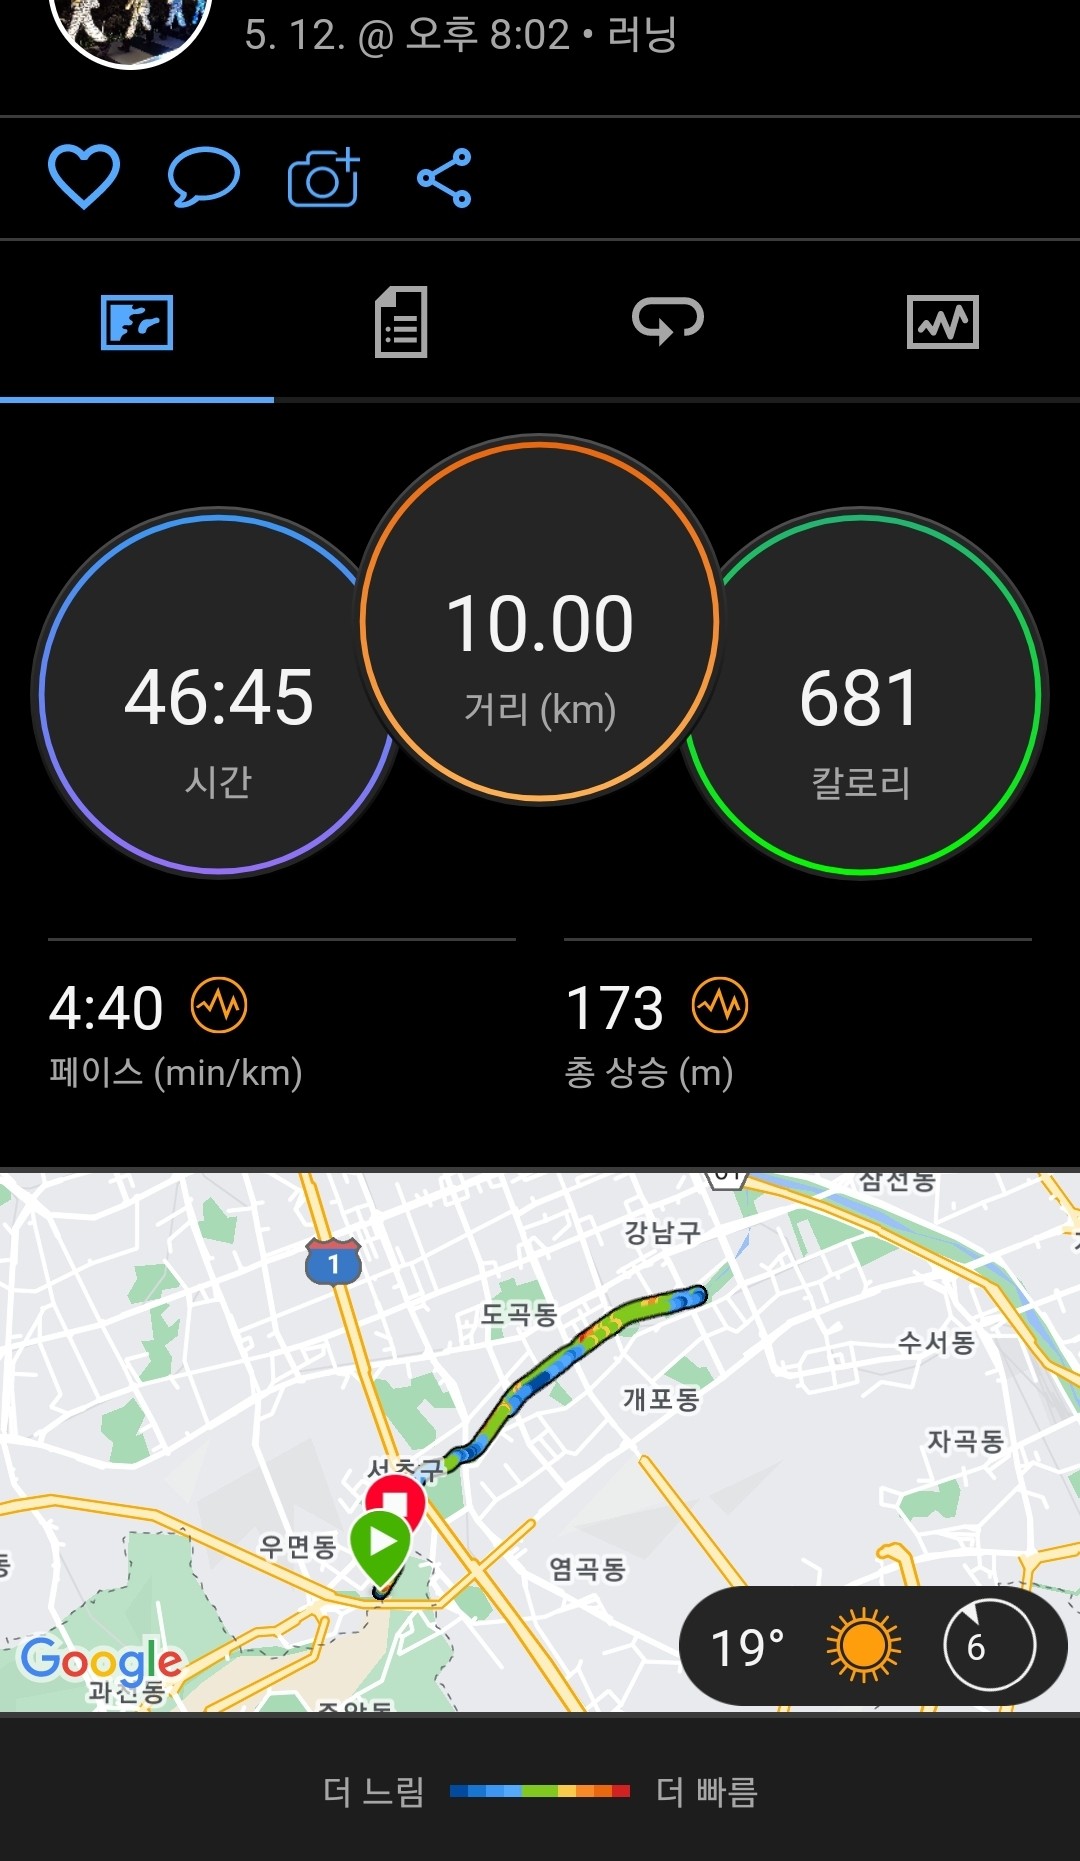 5. 12. @ 오후 8:02 • 러닝
10.00
거리 (km)
46:45
시간
681
칼로리
4:40
페이스 (min/km)
173
총 상승 (m)
강남구
1
도곡동
수서동
개포동
자곡동
서초구
우면동
염곡동
19°
6
Google
과천동
더 느림
더 빠름